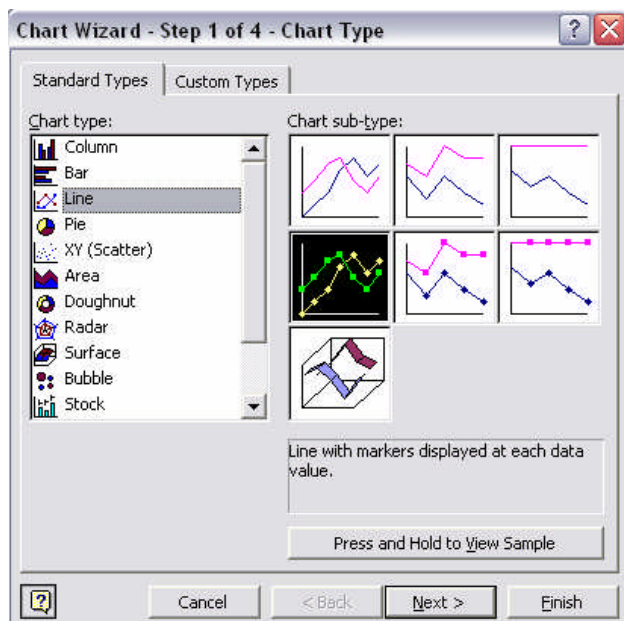 Chart Wizard - Step 1 of 4 - Chart Type
?
Standard Types
Custom Types
Chart type:
Column
Bar
Line
Pie
XY (Scatter)
Area
Doughnut
Radar
Surface
Bubble
Stock
Chart sub-type:
Line with markers displayed at each data
value.
Press and Hold to View Sample
?
Cancel
< Back
Next >
Finish